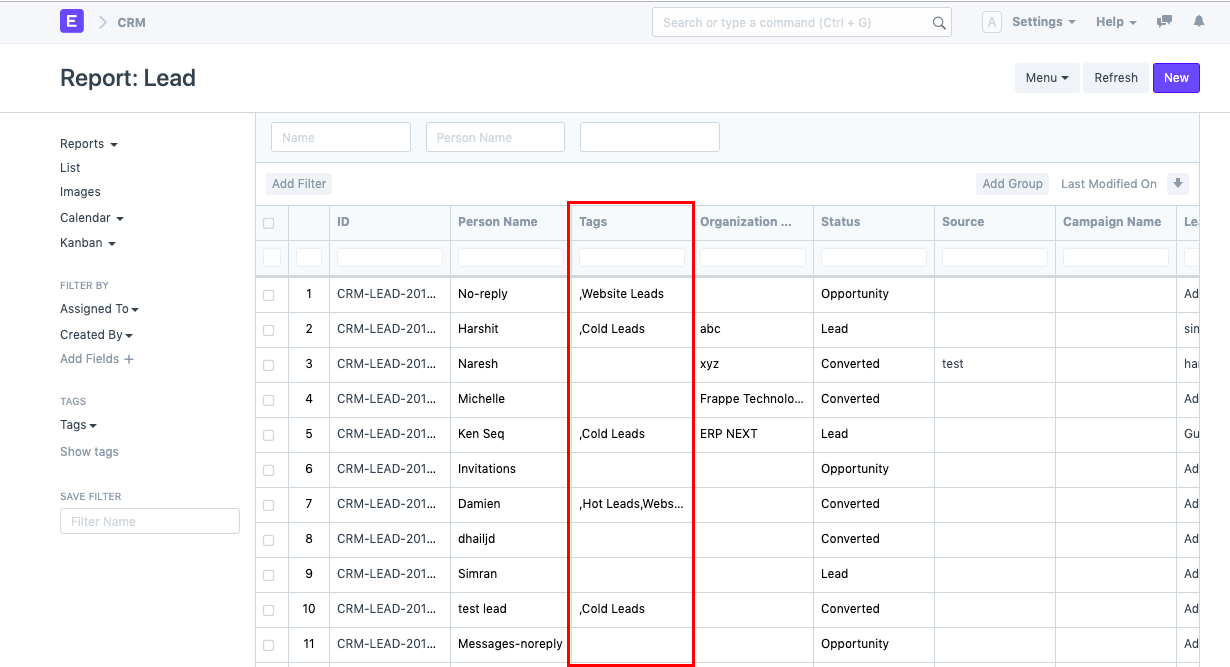 E CRM Search or type a command (Ctrl + G) A Settings Help
Report: Lead Menu Refresh New
Reports
List
Images
Calendar
Kanban
FILTER BY
Assigned To
Created By
Add Fields +
TAGS
Tags
Show tags
SAVE FILTER
Filter Name
Name Person Name
Add Filter Add Group Last Modified On
ID Person Name Tags Organization ... Status Source Campaign Name
1 CRM-LEAD-201... No-reply ,Website Leads Opportunity Ad
2 CRM-LEAD-201... Harshit ,Cold Leads abc Lead
3 CRM-LEAD-201... Naresh xyz Converted test
4 CRM-LEAD-201... Michelle Frappe Technolo... Converted Ad
5 CRM-LEAD-201... Ken Seq ,Cold Leads ERP NEXT Lead Gu
6 CRM-LEAD-201... Invitations Opportunity Ad
7 CRM-LEAD-201... Damien ,Hot Leads,Webs... Converted Ad
8 CRM-LEAD-201... dhailjd Converted Ad
9 CRM-LEAD-201... Simran Lead Ad
10 CRM-LEAD-201... test lead ,Cold Leads Converted Ad
11 CRM-LEAD-201... Messages-noreply Opportunity Ad